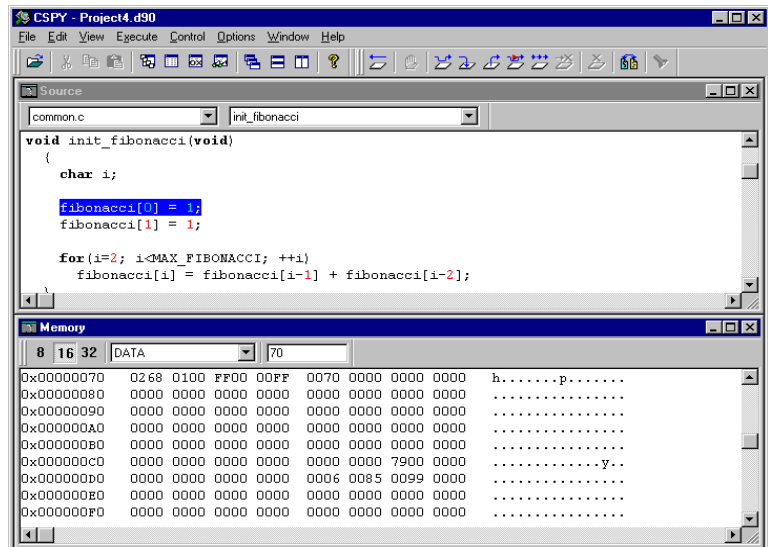 CSPY - Project4.d90
File Edit View Execute Control Options Window Help
Source
common.c init_fibonacci
void init_fibonacci(void)
{
char i;
fibonacci[0] = 1;
fibonacci[1] = 1;
for(i=2; i<MAX_FIBONACCI; ++i)
fibonacci[i] = fibonacci[i-1] + fibonacci[i-2];
Memory
8 16 32 DATA 70
0x00000070 0268 0100 FF00 00FF 0070 0000 0000 0000 h.......p.......
0x00000080 0000 0000 0000 0000 0000 0000 0000 0000 ................
0x00000090 0000 0000 0000 0000 0000 0000 0000 0000 ................
0x000000A0 0000 0000 0000 0000 0000 0000 0000 0000 ................
0x000000B0 0000 0000 0000 0000 0000 0000 0000 0000 ................
0x000000C0 0000 0000 0000 0000 0000 0000 7900 0000 .............y..
0x000000D0 0000 0000 0000 0000 0006 0085 0099 0000 ................
0x000000E0 0000 0000 0000 0000 0000 0000 0000 0000 ................
0x000000F0 0000 0000 0000 0000 0000 0000 0000 0000 ................